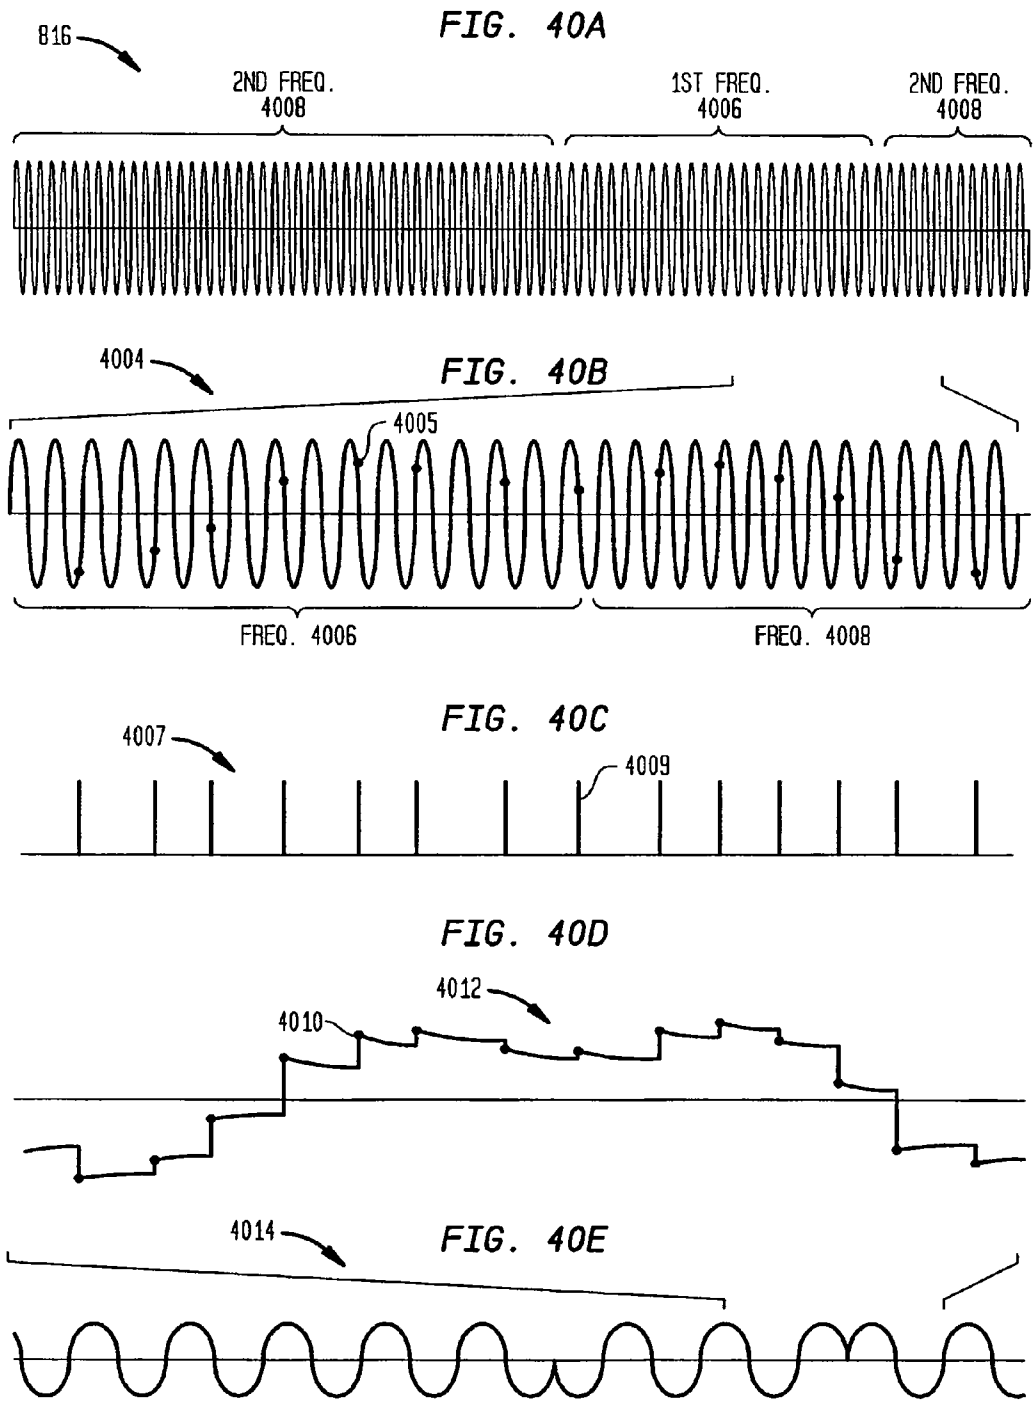 FIG. 40A
816
2ND FREQ.
4008
1ST FREQ.
4006
2ND FREQ.
4008
FIG. 40B
4004
4005
FREQ. 4006
FREQ. 4008
FIG. 40C
4007
4009
FIG. 40D
4012
4010
FIG. 40E
4014